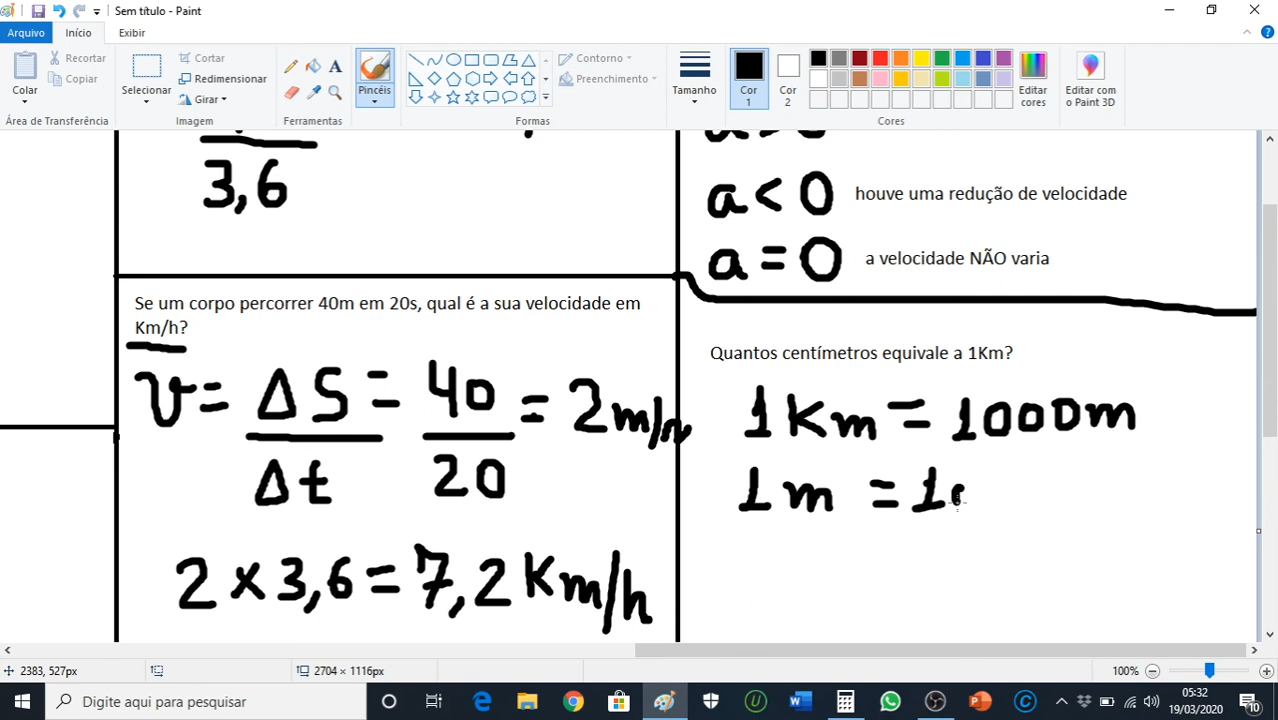 Sem título - Paint
Arquivo
Início
Exibir
Colar
Recortar
Copiar
Área de Transferência
Selecionar
Cortar
Redimensionar
Girar
Imagem
A
Ferramentas
Pincéis
Contorno
Preenchimento
Formas
Tamanho
Cor 1
Cor 2
Editar cores
Cores
Editar com o Paint 3D
3,6
a < 0 houve uma redução de velocidade
a = 0 a velocidade NÃO varia
Se um corpo percorrer 40m em 20s, qual é a sua velocidade em
Km/h?
v = ΔS/Δt = 40/20 = 2m/
2 x 3,6 = 7,2 Km/h
Quantos centímetros equivale a 1Km?
1 Km = 1000m
1 m = 10
2383, 527px
2704 × 1116px
100%
Digite aqui para pesquisar
05:32
19/03/2020
10